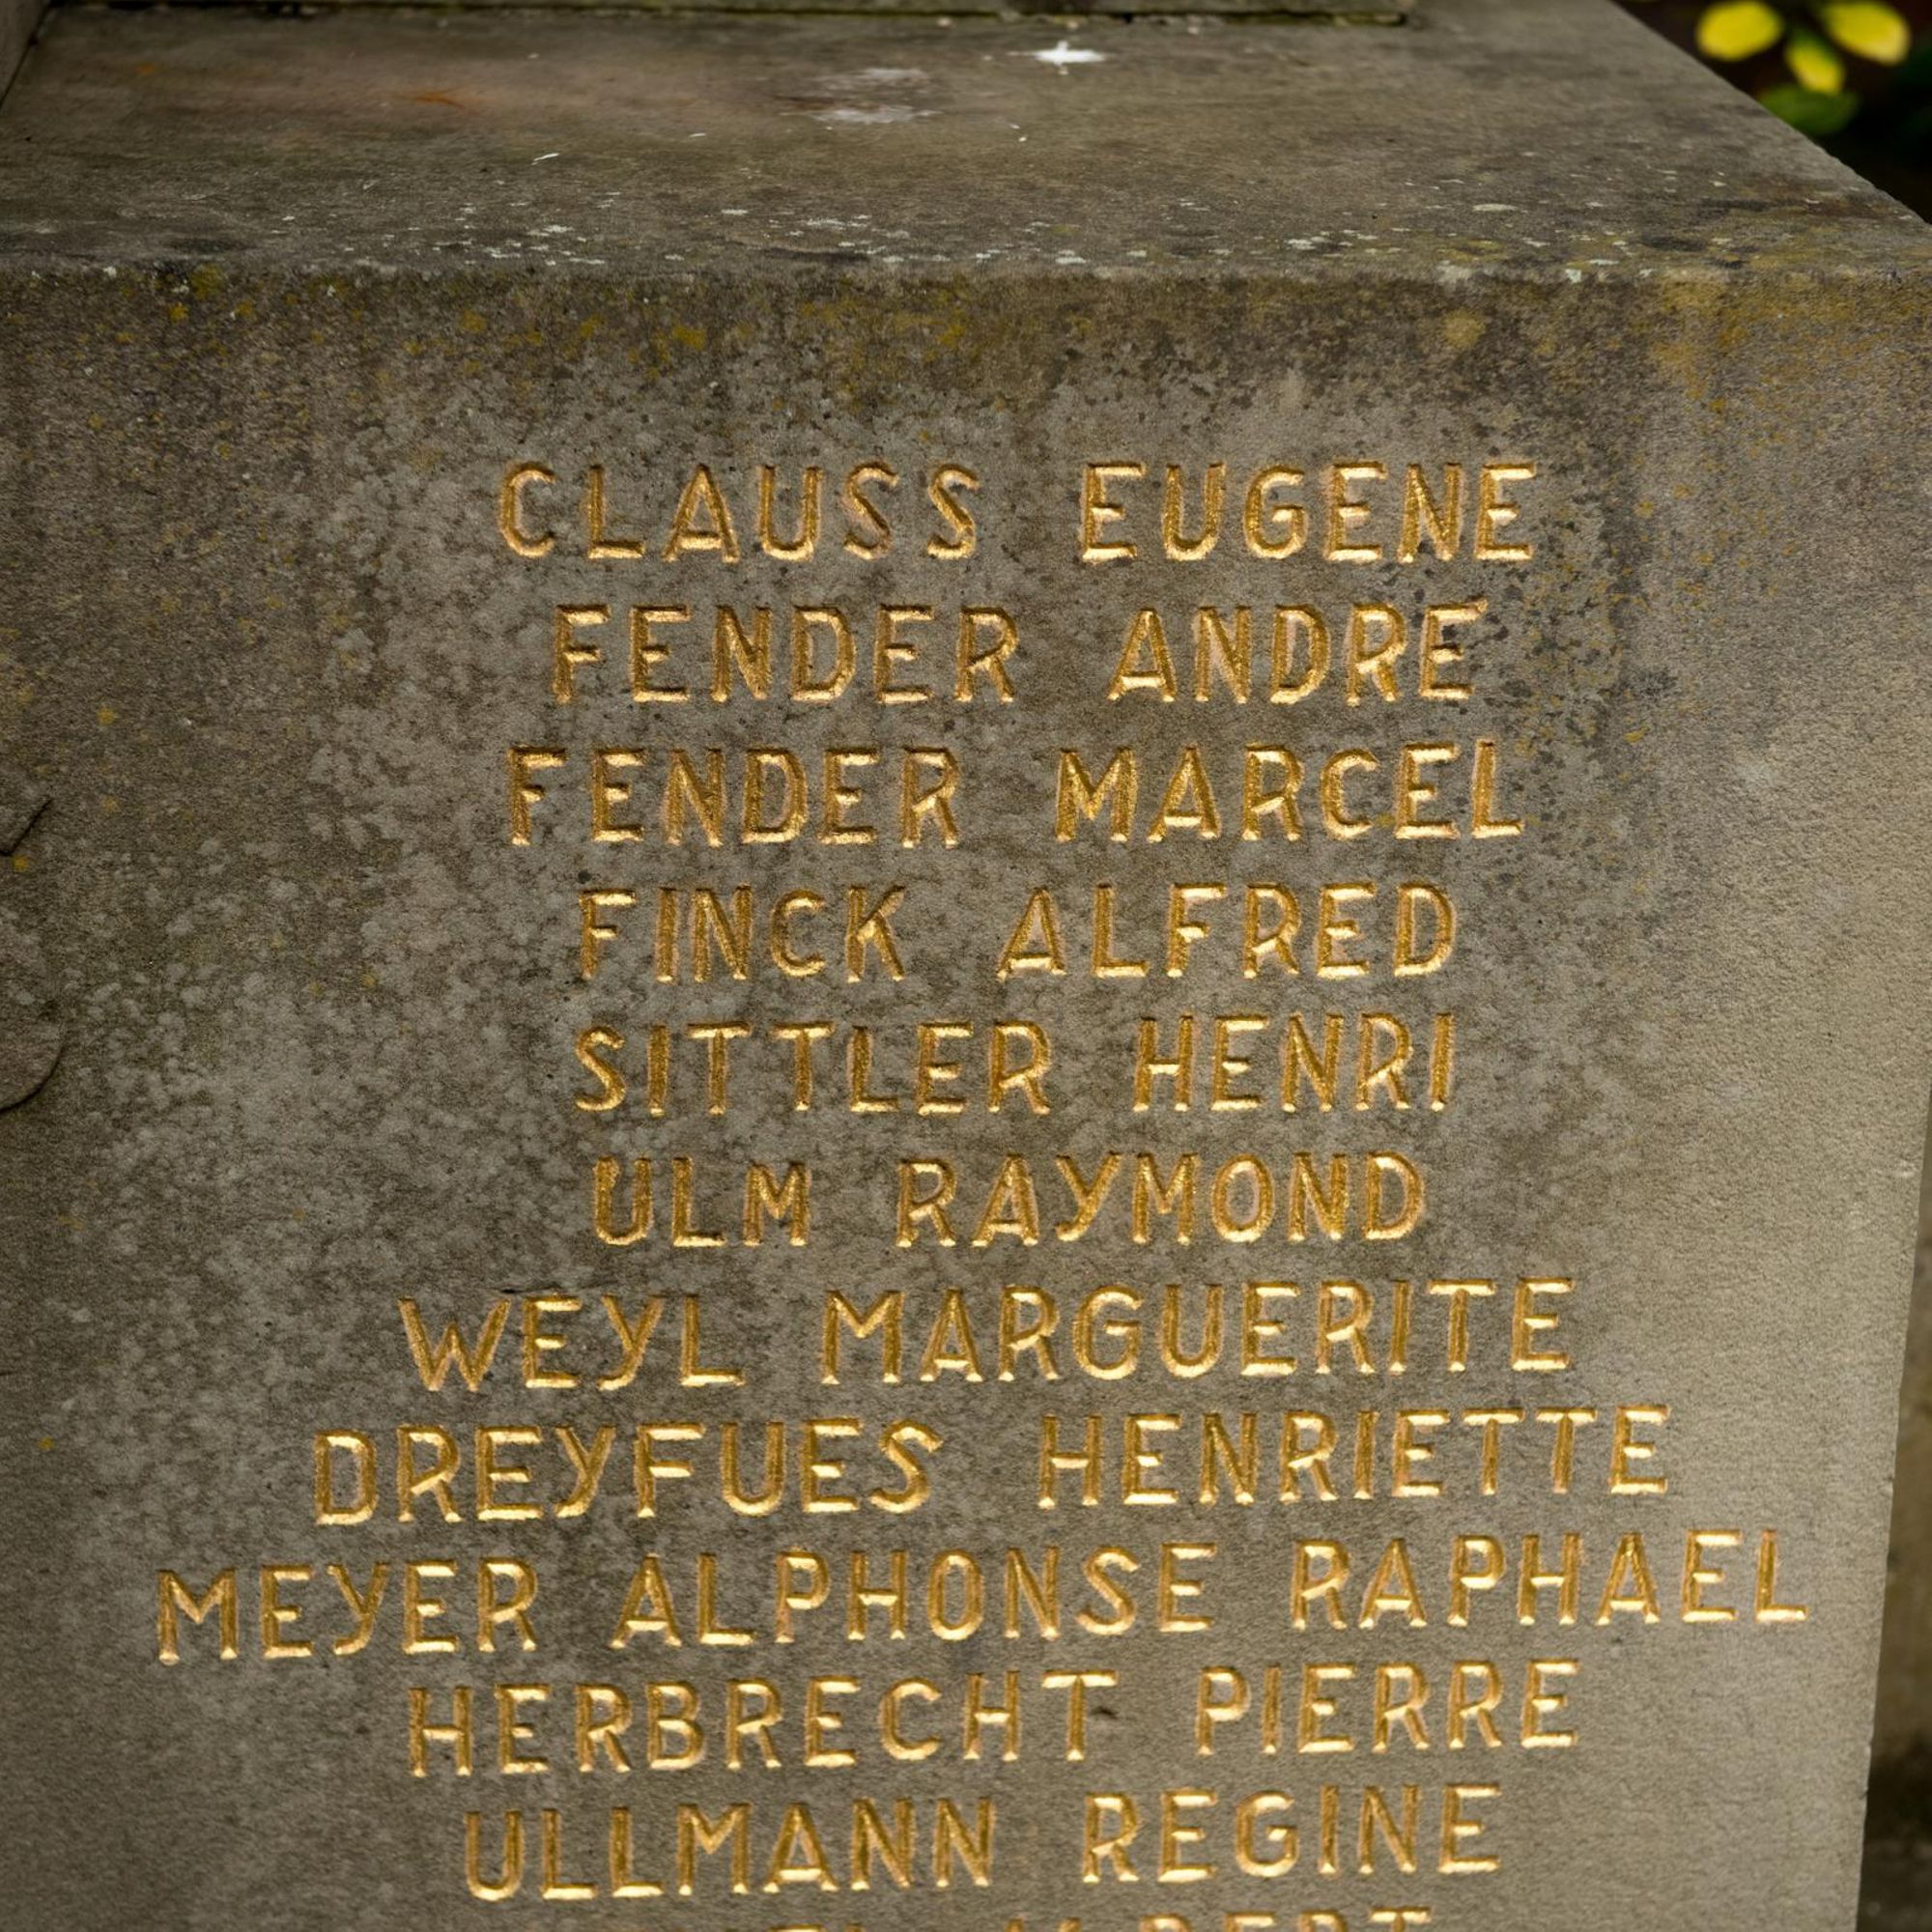 CLAUSS EUGENE
FENDER ANDRE
FENDER MARCEL
FINCK ALFRED
SITTLER HENRI
ULM RAYMOND
WEYL MARGUERITE
DREYFUES HENRIETTE
MEYER ALPHONSE RAPHAEL
HERBRECHT PIERRE
ULLMANN REGINE